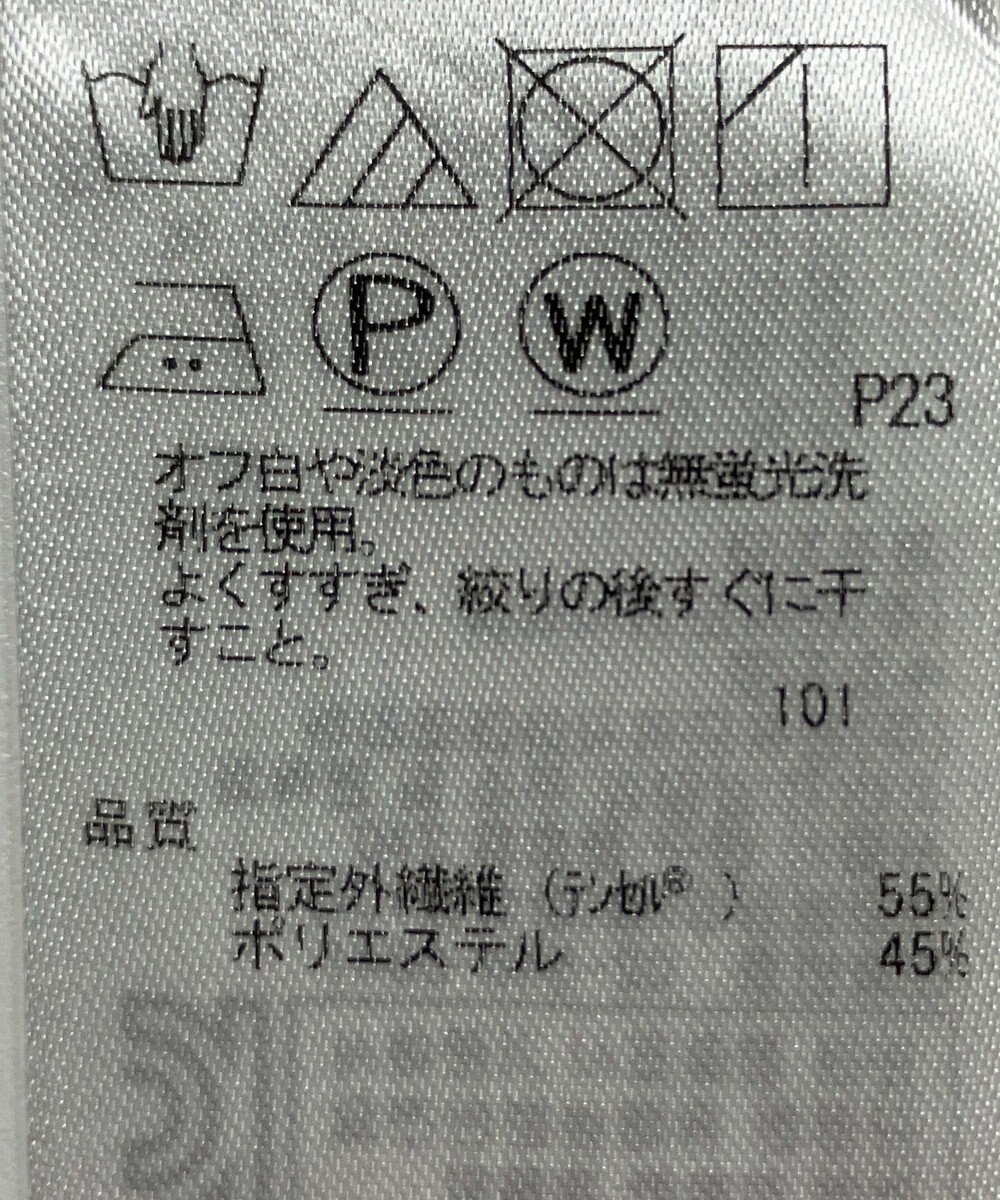 P W
P23
オフ白や淡色のものは無蛍光洗
剤を使用。
よくすすぎ、絞りの後すぐに干
すこと。
101
品質
指定外繊維(テンセル®) 55%
ポリエステル 45%